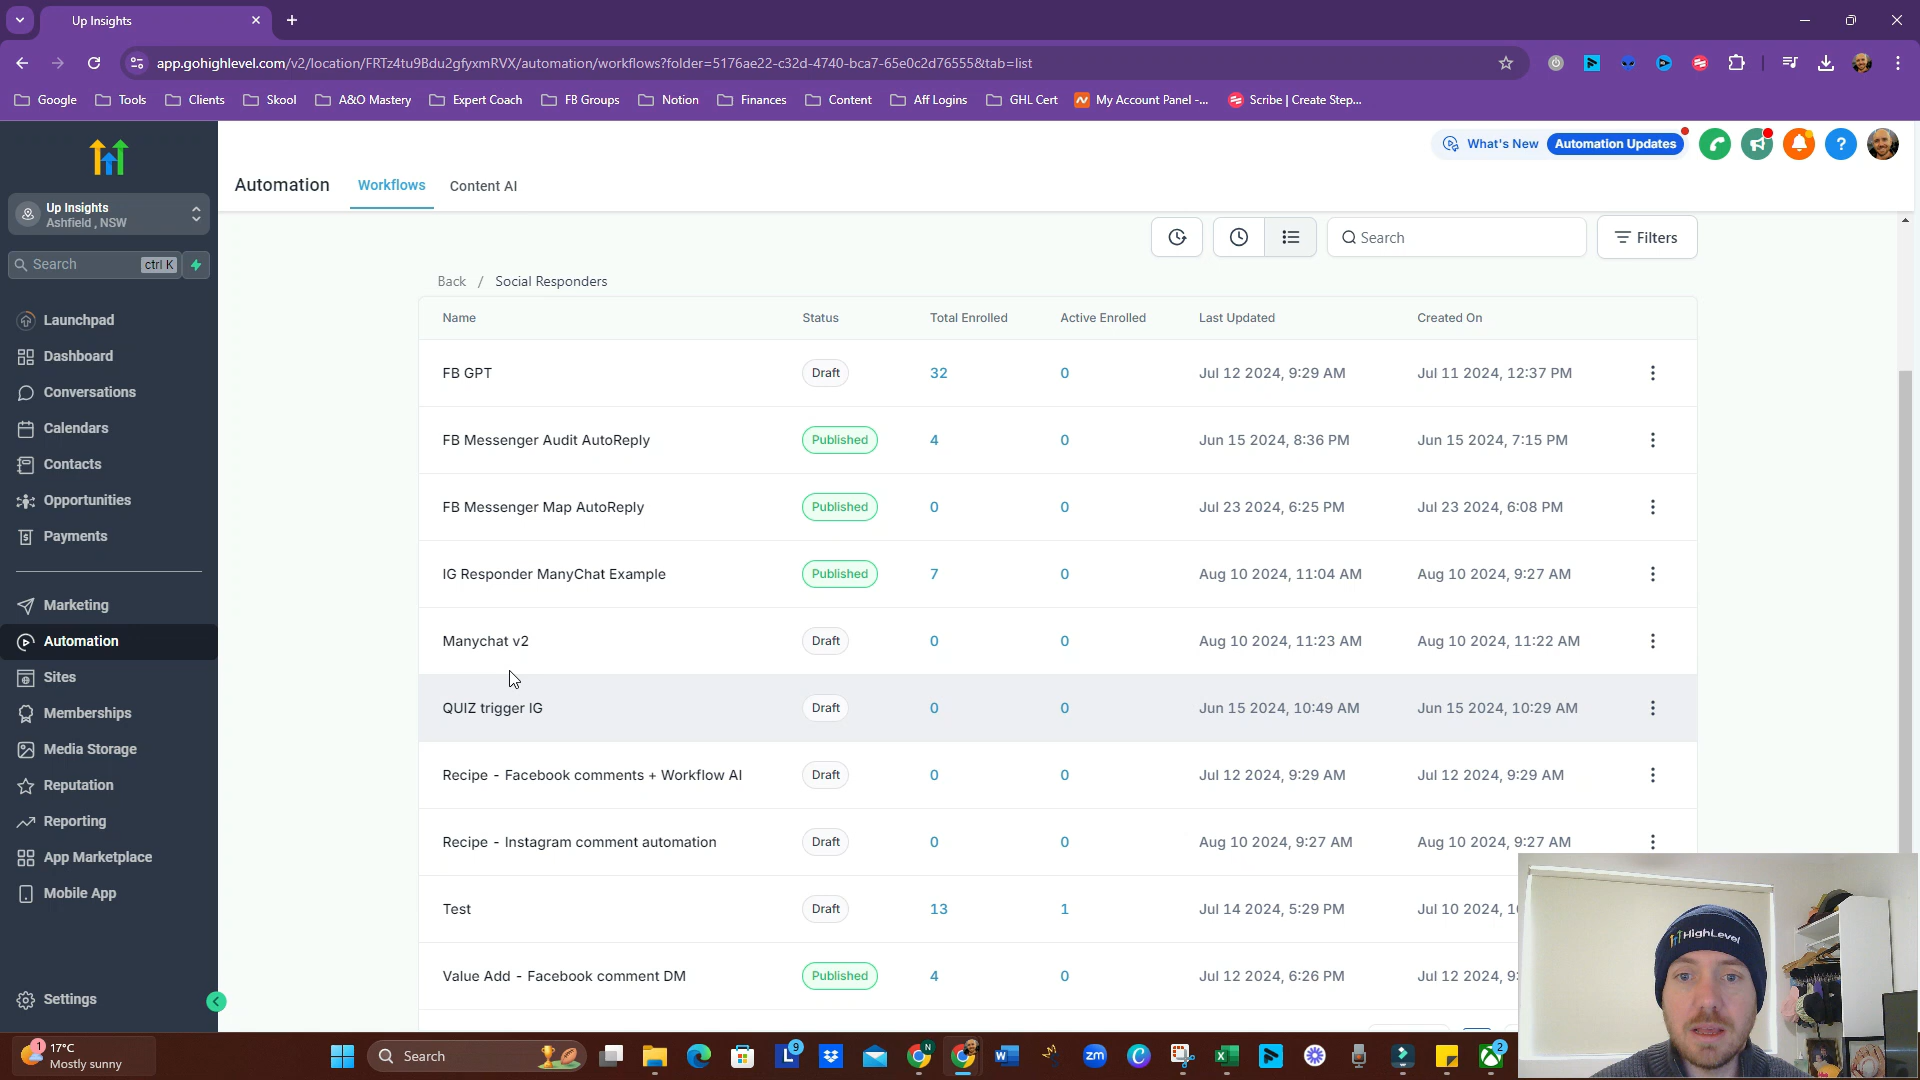 Up Insights
app.gohighlevel.com/v2/location/FRTz4tu9Bdu2gfyxmRVX/automation/workflows?folder=5176ae22-c32d-4740-bca7-65e0c2d76555&tab=list
Google Tools Clients Skool A&O Mastery Expert Coach FB Groups Notion Finances Content Aff Logins GHL Cert My Account Panel -... Scribe | Create Step...
What's New Automation Updates
Automation Workflows Content AI
Up Insights
Ashfield , NSW
Search ctrl K
Launchpad
Dashboard
Conversations
Calendars
Contacts
Opportunities
Payments
Marketing
Automation
Sites
Memberships
Media Storage
Reputation
Reporting
App Marketplace
Mobile App
Settings
Search Filters
Back / Social Responders
Name Status Total Enrolled Active Enrolled Last Updated Created On
FB GPT Draft 32 0 Jul 12 2024, 9:29 AM Jul 11 2024, 12:37 PM
FB Messenger Audit AutoReply Published 4 0 Jun 15 2024, 8:36 PM Jun 15 2024, 7:15 PM
FB Messenger Map AutoReply Published 0 0 Jul 23 2024, 6:25 PM Jul 23 2024, 6:08 PM
IG Responder ManyChat Example Published 7 0 Aug 10 2024, 11:04 AM Aug 10 2024, 9:27 AM
Manychat v2 Draft 0 0 Aug 10 2024, 11:23 AM Aug 10 2024, 11:22 AM
QUIZ trigger IG Draft 0 0 Jun 15 2024, 10:49 AM Jun 15 2024, 10:29 AM
Recipe - Facebook comments + Workflow AI Draft 0 0 Jul 12 2024, 9:29 AM Jul 12 2024, 9:29 AM
Recipe - Instagram comment automation Draft 0 0 Aug 10 2024, 9:27 AM Aug 10 2024, 9:27 AM
Test Draft 13 1 Jul 14 2024, 5:29 PM Jul 10 2024, 1
Value Add - Facebook comment DM Published 4 0 Jul 12 2024, 6:26 PM Jul 12 2024, 9:
HighLevel
1 17°C
Mostly sunny
Search
9
N
zm
2